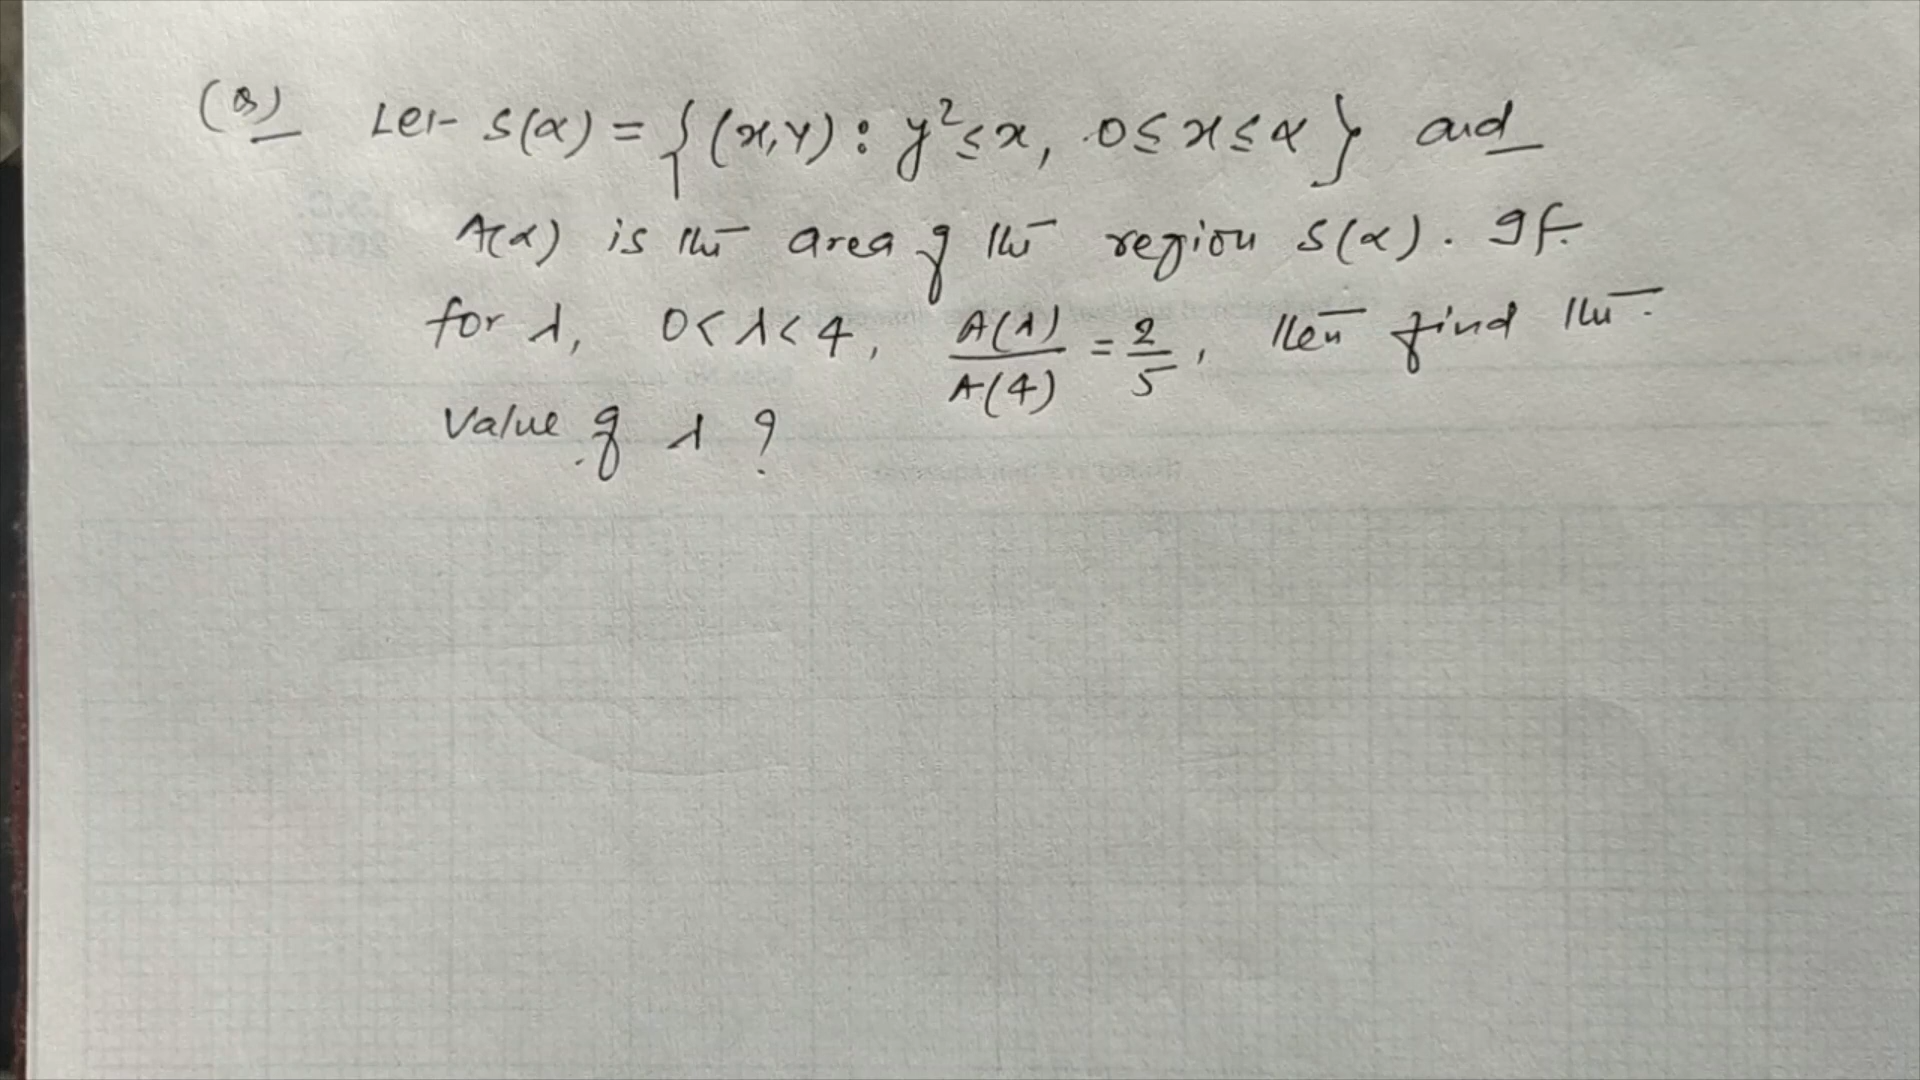 (Q) Let S(α) = {(x,y) : y² ≤ x, 0 ≤ x ≤ α} and
A(α) is the area of the region S(α). If
for λ, 0 < λ < 4, A(λ)/A(4) = 2/5, then find the
value of λ ?